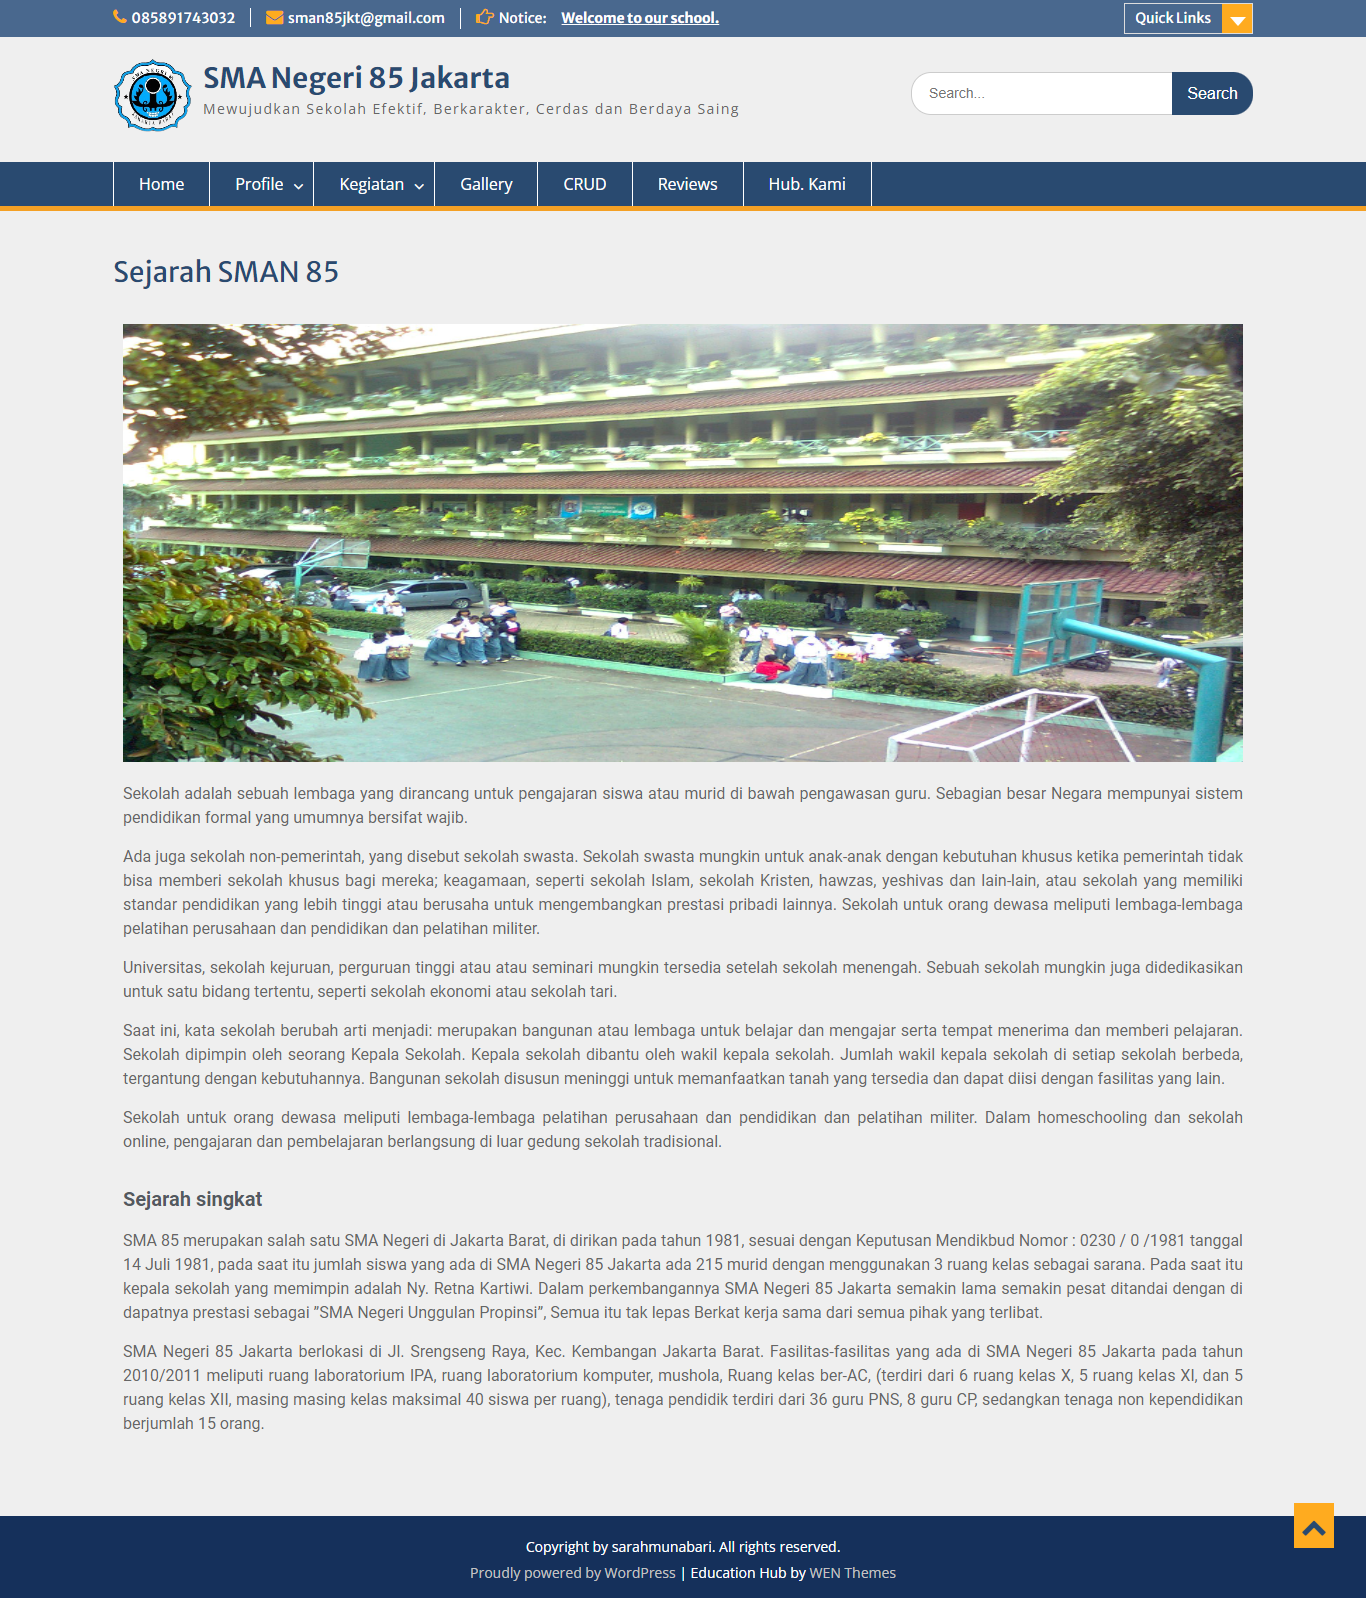 085891743032 sman85jkt@gmail.com Notice: Welcome to our school. Quick Links
SMA Negeri 85 Jakarta
Mewujudkan Sekolah Efektif, Berkarakter, Cerdas dan Berdaya Saing
Search...
Search
Home Profile Kegiatan Gallery CRUD Reviews Hub. Kami
Sejarah SMAN 85
Sekolah adalah sebuah lembaga yang dirancang untuk pengajaran siswa atau murid di bawah pengawasan guru. Sebagian besar Negara mempunyai sistem
pendidikan formal yang umumnya bersifat wajib.
Ada juga sekolah non-pemerintah, yang disebut sekolah swasta. Sekolah swasta mungkin untuk anak-anak dengan kebutuhan khusus ketika pemerintah tidak
bisa memberi sekolah khusus bagi mereka; keagamaan, seperti sekolah Islam, sekolah Kristen, hawzas, yeshivas dan lain-lain, atau sekolah yang memiliki
standar pendidikan yang lebih tinggi atau berusaha untuk mengembangkan prestasi pribadi lainnya. Sekolah untuk orang dewasa meliputi lembaga-lembaga
pelatihan perusahaan dan pendidikan dan pelatihan militer.
Universitas, sekolah kejuruan, perguruan tinggi atau atau seminari mungkin tersedia setelah sekolah menengah. Sebuah sekolah mungkin juga didedikasikan
untuk satu bidang tertentu, seperti sekolah ekonomi atau sekolah tari.
Saat ini, kata sekolah berubah arti menjadi: merupakan bangunan atau lembaga untuk belajar dan mengajar serta tempat menerima dan memberi pelajaran.
Sekolah dipimpin oleh seorang Kepala Sekolah. Kepala sekolah dibantu oleh wakil kepala sekolah. Jumlah wakil kepala sekolah di setiap sekolah berbeda,
tergantung dengan kebutuhannya. Bangunan sekolah disusun meninggi untuk memanfaatkan tanah yang tersedia dan dapat diisi dengan fasilitas yang lain.
Sekolah untuk orang dewasa meliputi lembaga-lembaga pelatihan perusahaan dan pendidikan dan pelatihan militer. Dalam homeschooling dan sekolah
online, pengajaran dan pembelajaran berlangsung di luar gedung sekolah tradisional.
Sejarah singkat
SMA 85 merupakan salah satu SMA Negeri di Jakarta Barat, di dirikan pada tahun 1981, sesuai dengan Keputusan Mendikbud Nomor : 0230 / 0 /1981 tanggal
14 Juli 1981, pada saat itu jumlah siswa yang ada di SMA Negeri 85 Jakarta ada 215 murid dengan menggunakan 3 ruang kelas sebagai sarana. Pada saat itu
kepala sekolah yang memimpin adalah Ny. Retna Kartiwi. Dalam perkembangannya SMA Negeri 85 Jakarta semakin lama semakin pesat ditandai dengan di
dapatnya prestasi sebagai ”SMA Negeri Unggulan Propinsi”, Semua itu tak lepas Berkat kerja sama dari semua pihak yang terlibat.
SMA Negeri 85 Jakarta berlokasi di Jl. Srengseng Raya, Kec. Kembangan Jakarta Barat. Fasilitas-fasilitas yang ada di SMA Negeri 85 Jakarta pada tahun
2010/2011 meliputi ruang laboratorium IPA, ruang laboratorium komputer, mushola, Ruang kelas ber-AC, (terdiri dari 6 ruang kelas X, 5 ruang kelas XI, dan 5
ruang kelas XII, masing masing kelas maksimal 40 siswa per ruang), tenaga pendidik terdiri dari 36 guru PNS, 8 guru CP, sedangkan tenaga non kependidikan
berjumlah 15 orang.
Copyright by sarahmunabari. All rights reserved.
Proudly powered by WordPress | Education Hub by WEN Themes